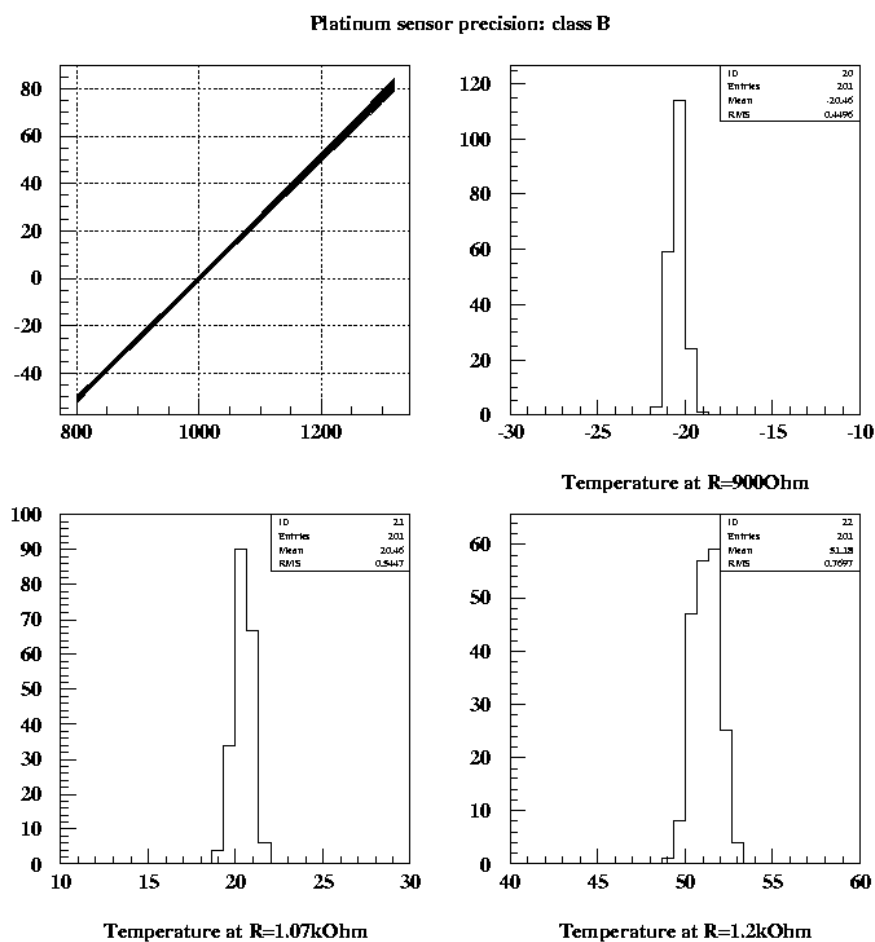 Platinum sensor precision: class B
80
60
40
20
0
-20
-40
800 1000 1200
ID 20
Entries 201
Mean -20.46
RMS 0.4496
120
100
80
60
40
20
0
-30 -25 -20 -15 -10
Temperature at R=900Ohm
ID 21
Entries 201
Mean 20.46
RMS 0.5447
100
90
80
70
60
50
40
30
20
10
0
10 15 20 25 30
Temperature at R=1.07kOhm
ID 22
Entries 201
Mean 51.18
RMS 0.7697
60
50
40
30
20
10
0
40 45 50 55 60
Temperature at R=1.2kOhm